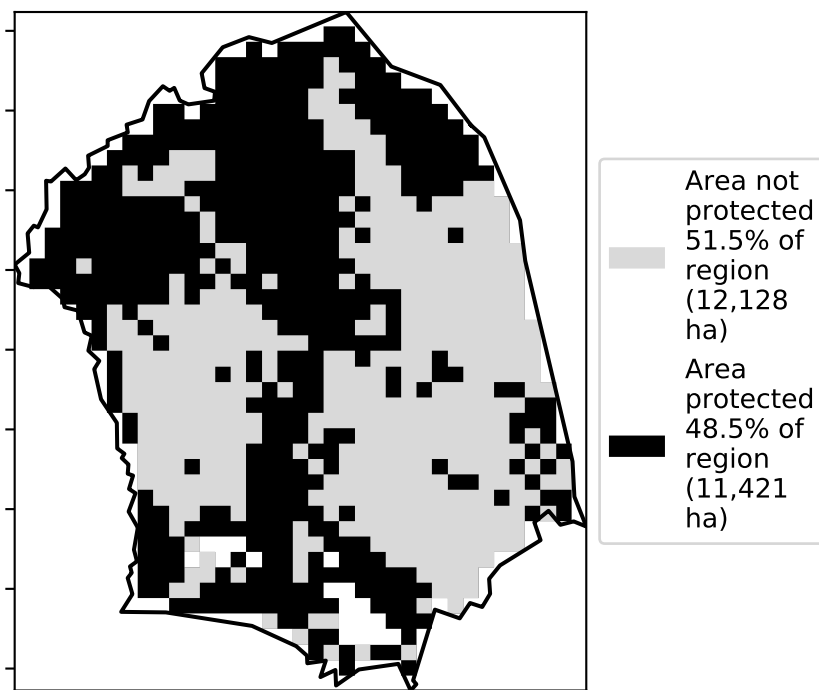 Area not
protected
51.5% of
region
(12,128
ha)
Area
protected
48.5% of
region
(11,421
ha)